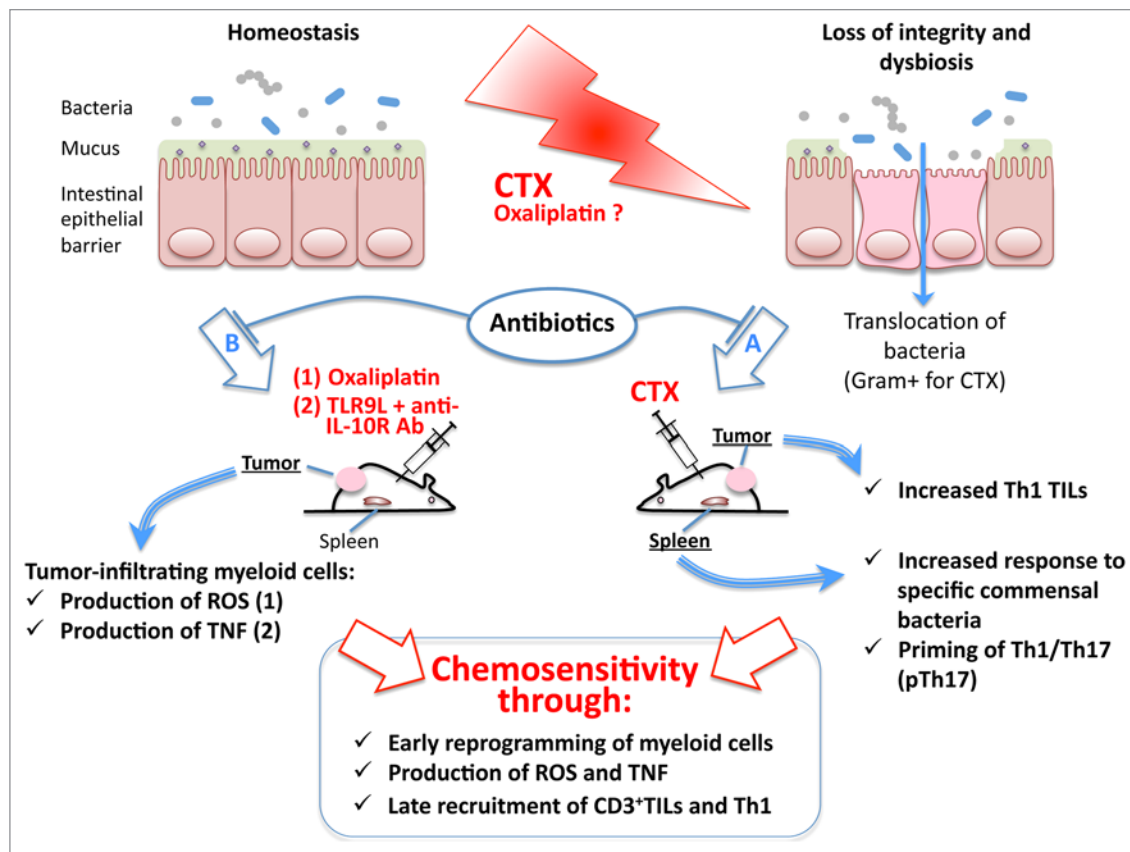 Homeostasis
Loss of integrity and
dysbiosis
Bacteria
Mucus
Intestinal
epithelial
barrier
CTX
Oxaliplatin ?
Antibiotics
B
A
Translocation of
bacteria
(Gram+ for CTX)
(1) Oxaliplatin
(2) TLR9L + anti-
IL-10R Ab
CTX
Tumor
Spleen
Tumor
Spleen
Tumor-infiltrating myeloid cells:
✓ Production of ROS (1)
✓ Production of TNF (2)
✓ Increased Th1 TILs
✓ Increased response to
specific commensal
bacteria
✓ Priming of Th1/Th17
(pTh17)
Chemosensitivity
through:
✓ Early reprogramming of myeloid cells
✓ Production of ROS and TNF
✓ Late recruitment of CD3⁺TILs and Th1